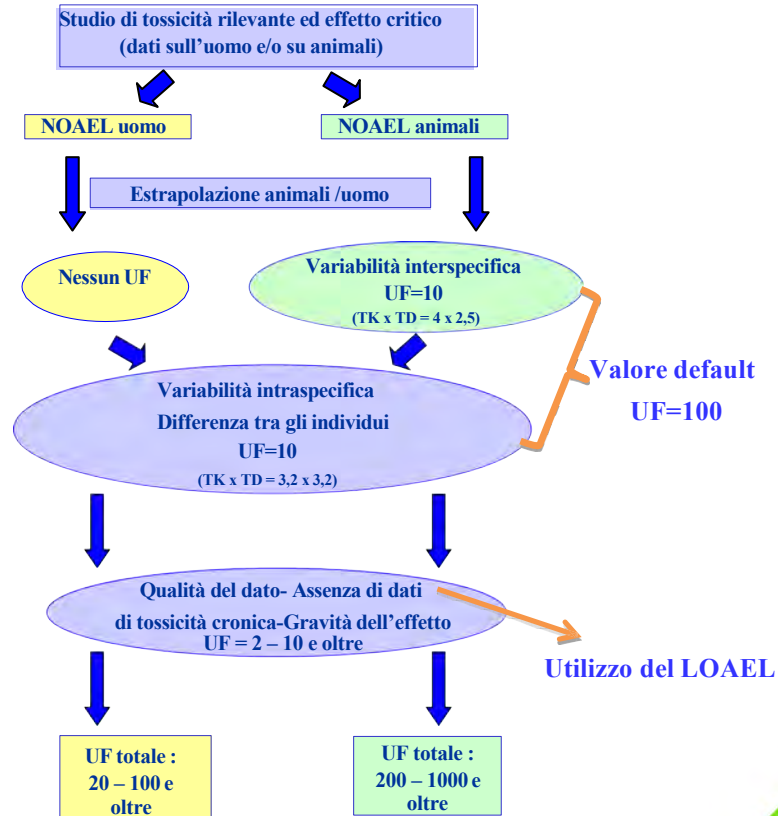 Studio di tossicità rilevante ed effetto critico
(dati sull’uomo e/o su animali)
NOAEL uomo
NOAEL animali
Estrapolazione animali /uomo
Nessun UF
Variabilità interspecifica
UF=10
(TK x TD = 4 x 2,5)
Valore default
UF=100
Variabilità intraspecifica
Differenza tra gli individui
UF=10
(TK x TD = 3,2 x 3,2)
Qualità del dato- Assenza di dati
di tossicità cronica-Gravità dell’effetto
UF = 2 – 10 e oltre
Utilizzo del LOAEL
UF totale :
20 – 100 e
oltre
UF totale :
200 – 1000 e
oltre